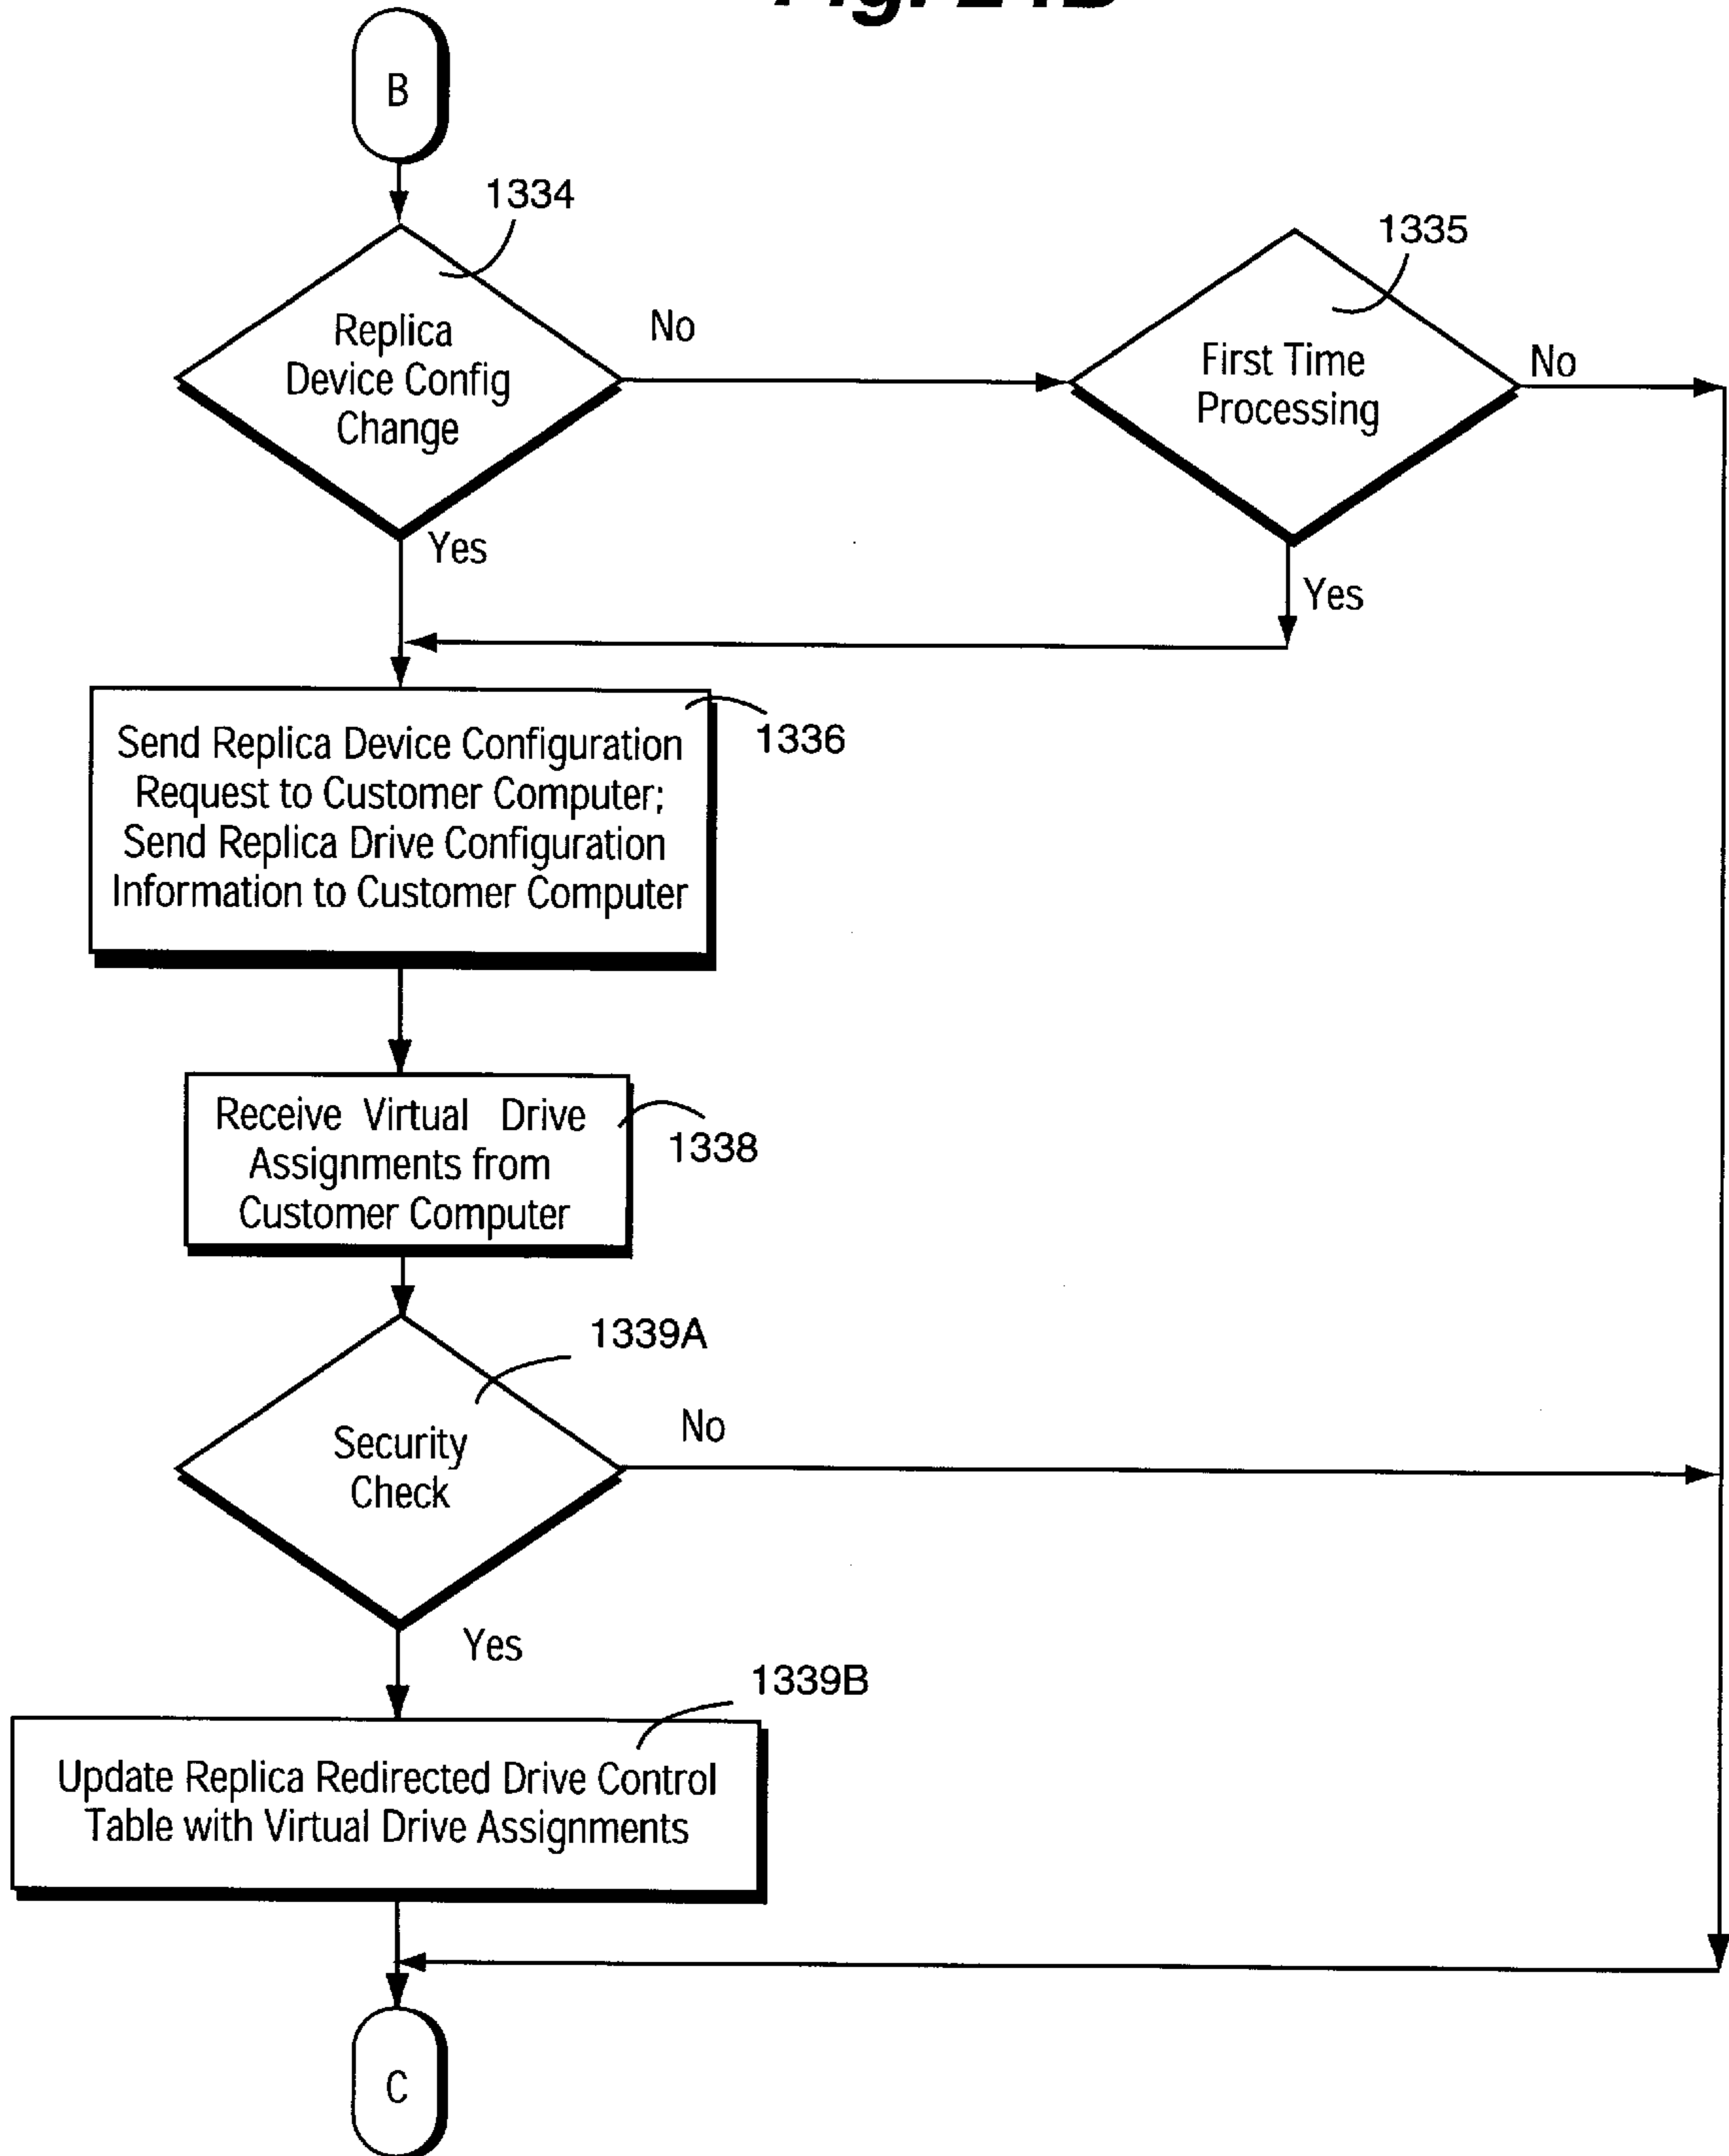 B
1334
1335
Replica
Device Config
Change
No
First Time
Processing
No
Yes
Yes
Send Replica Device Configuration
Request to Customer Computer;
Send Replica Drive Configuration
Information to Customer Computer
1336
Receive Virtual Drive
Assignments from
Customer Computer
1338
1339A
Security
Check
No
Yes
1339B
Update Replica Redirected Drive Control
Table with Virtual Drive Assignments
C